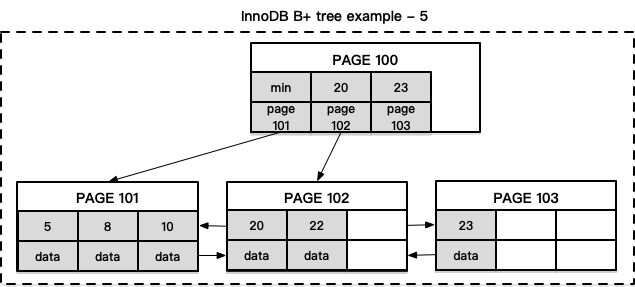 InnoDB B+ tree example – 5
PAGE 100
min 20 23
page 101 page 102 page 103
PAGE 101
5 8 10
data data data
PAGE 102
20 22
data data
PAGE 103
23
data